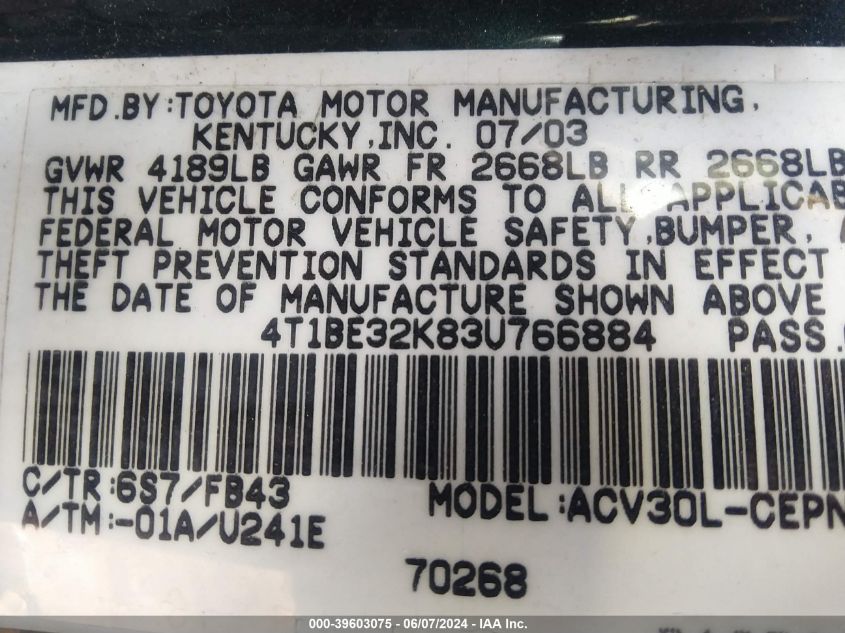 MFD.BY:TOYOTA MOTOR MANUFACTURING,
KENTUCKY,INC. 07/03
GVWR 4189LB GAWR FR 2668LB RR 2668LB
THIS VEHICLE CONFORMS TO ALL APPLICAB
FEDERAL MOTOR VEHICLE SAFETY,BUMPER,
THEFT PREVENTION STANDARDS IN EFFECT
THE DATE OF MANUFACTURE SHOWN ABOVE
4T1BE32K83U766884 PASS.
C/TR:6S7/FB43
MODEL:ACV30L-CEPN
A/TM:-01A/U241E
70268
000-39603075 - 06/07/2024 - IAA Inc.